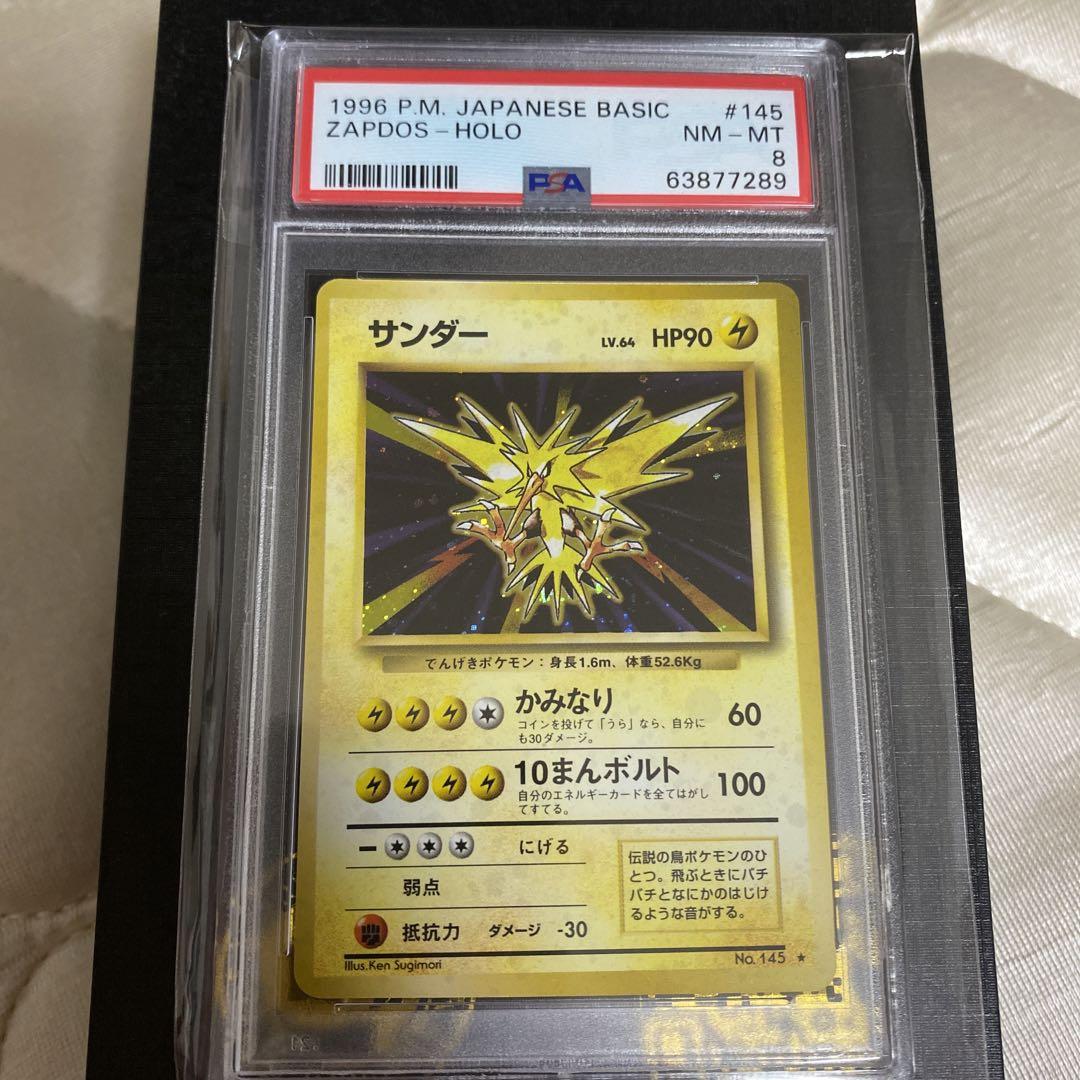 1996 P.M. JAPANESE BASIC #145
ZAPDOS - HOLO NM - MT
8
PSA 63877289
サンダー LV.64 HP90
でんげきポケモン：身長1.6m、体重52.6Kg
かみなり 60
コインを投げて「うら」なら、自分に
も30ダメージ。
10まんボルト 100
自分のエネルギーカードを全てはがし
てすてる。
にげる
弱点
抵抗力 ダメージ -30
伝説の鳥ポケモンのひ
とつ。飛ぶときにバチ
バチとなにかのはじけ
るような音がする。
Illus.Ken Sugimori No.145 ★